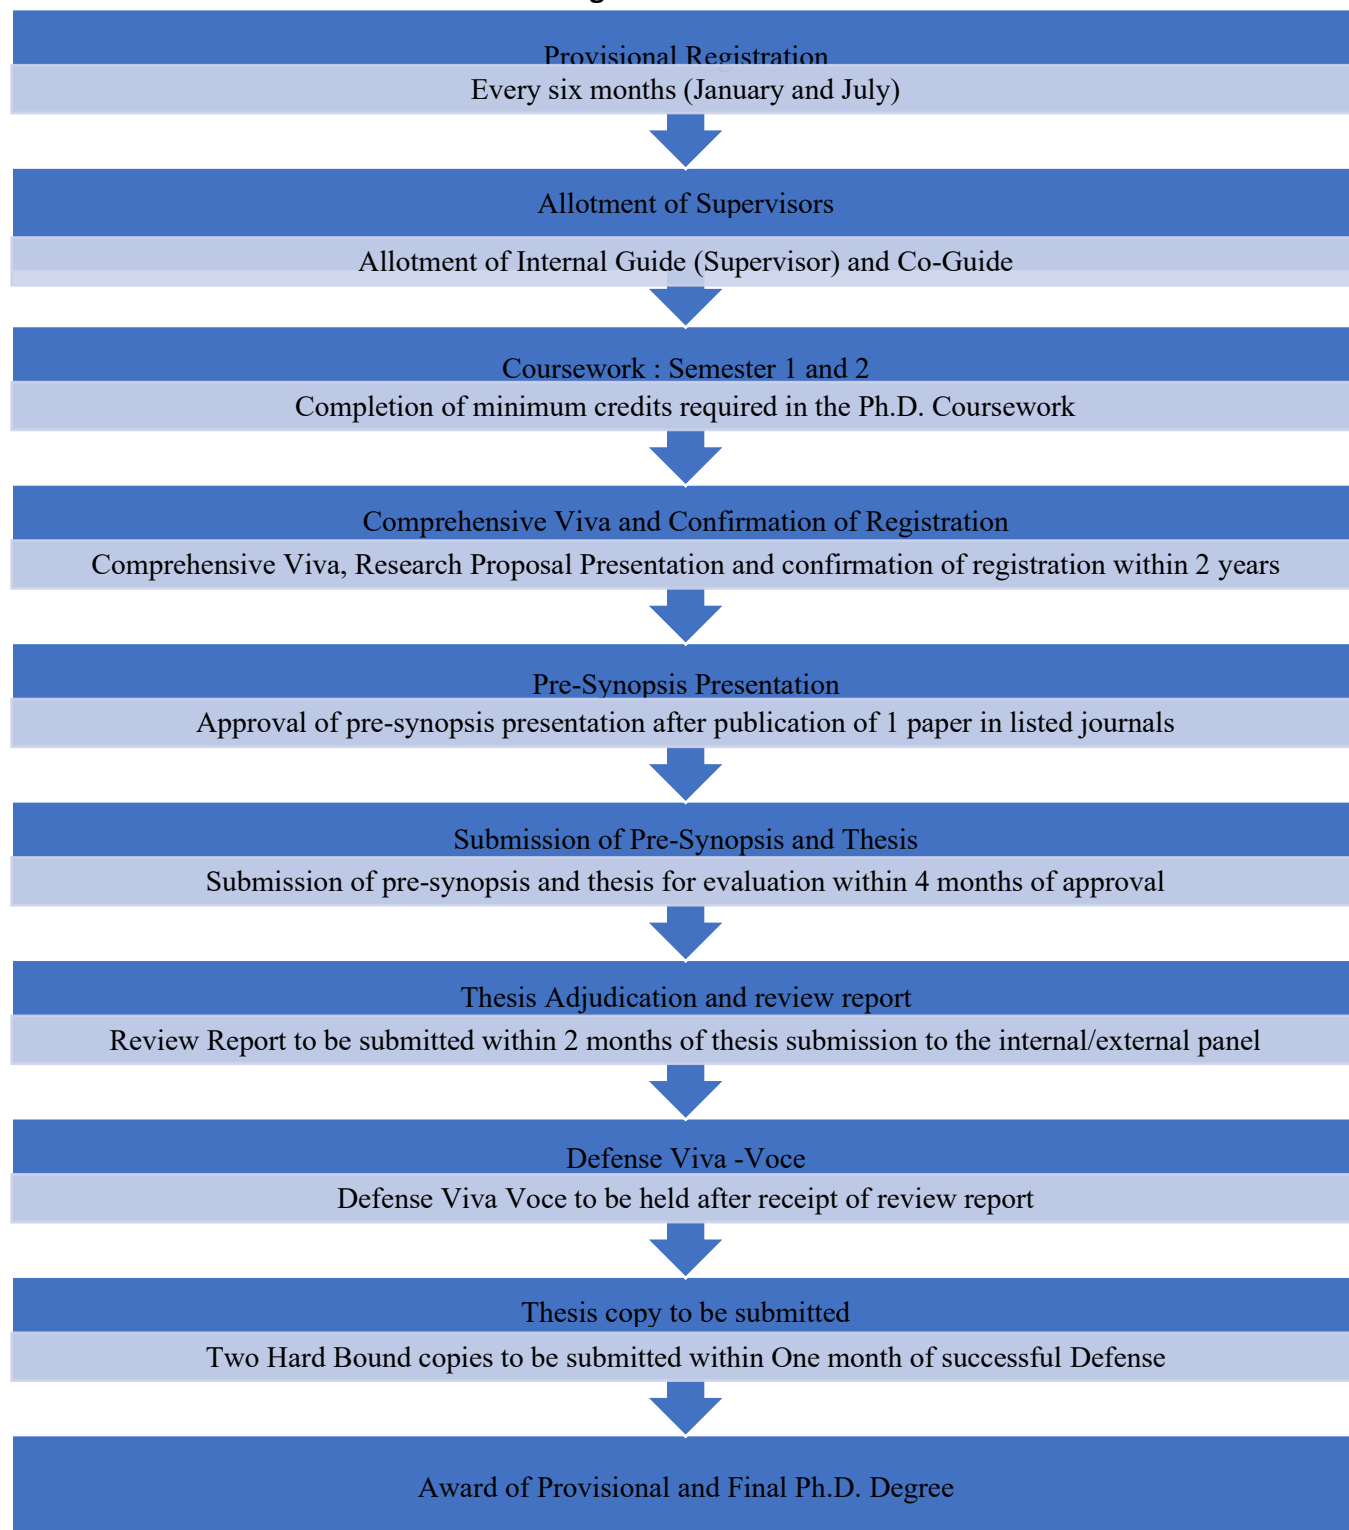 Provisional Registration
Every six months (January and July)
Allotment of Supervisors
Allotment of Internal Guide (Supervisor) and Co-Guide
Coursework : Semester 1 and 2
Completion of minimum credits required in the Ph.D. Coursework
Comprehensive Viva and Confirmation of Registration
Comprehensive Viva, Research Proposal Presentation and confirmation of registration within 2 years
Pre-Synopsis Presentation
Approval of pre-synopsis presentation after publication of 1 paper in listed journals
Submission of Pre-Synopsis and Thesis
Submission of pre-synopsis and thesis for evaluation within 4 months of approval
Thesis Adjudication and review report
Review Report to be submitted within 2 months of thesis submission to the internal/external panel
Defense Viva -Voce
Defense Viva Voce to be held after receipt of review report
Thesis copy to be submitted
Two Hard Bound copies to be submitted within One month of successful Defense
Award of Provisional and Final Ph.D. Degree